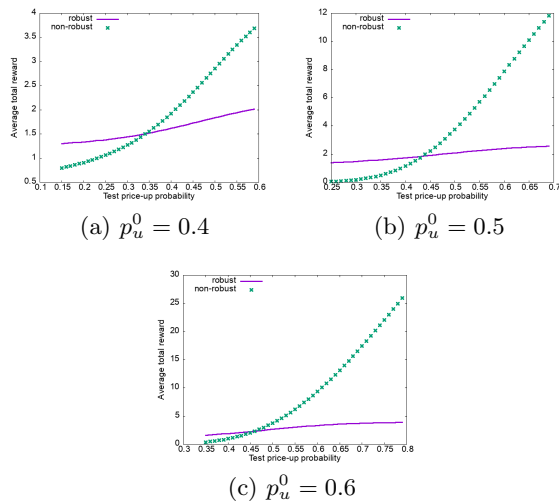 robust
non-robust
Average total reward
4
3.5
3
2.5
2
1.5
1
0.5
0.1 0.15 0.2 0.25 0.3 0.35 0.4 0.45 0.5 0.55 0.6
Test price-up probability
(a) p_u^0 = 0.4
robust
non-robust
Average total reward
12
10
8
6
4
2
0
0.25 0.3 0.35 0.4 0.45 0.5 0.55 0.6 0.65 0.7
Test price-up probability
(b) p_u^0 = 0.5
robust
non-robust
Average total reward
30
25
20
15
10
5
0
0.3 0.35 0.4 0.45 0.5 0.55 0.6 0.65 0.7 0.75 0.8
Test price-up probability
(c) p_u^0 = 0.6